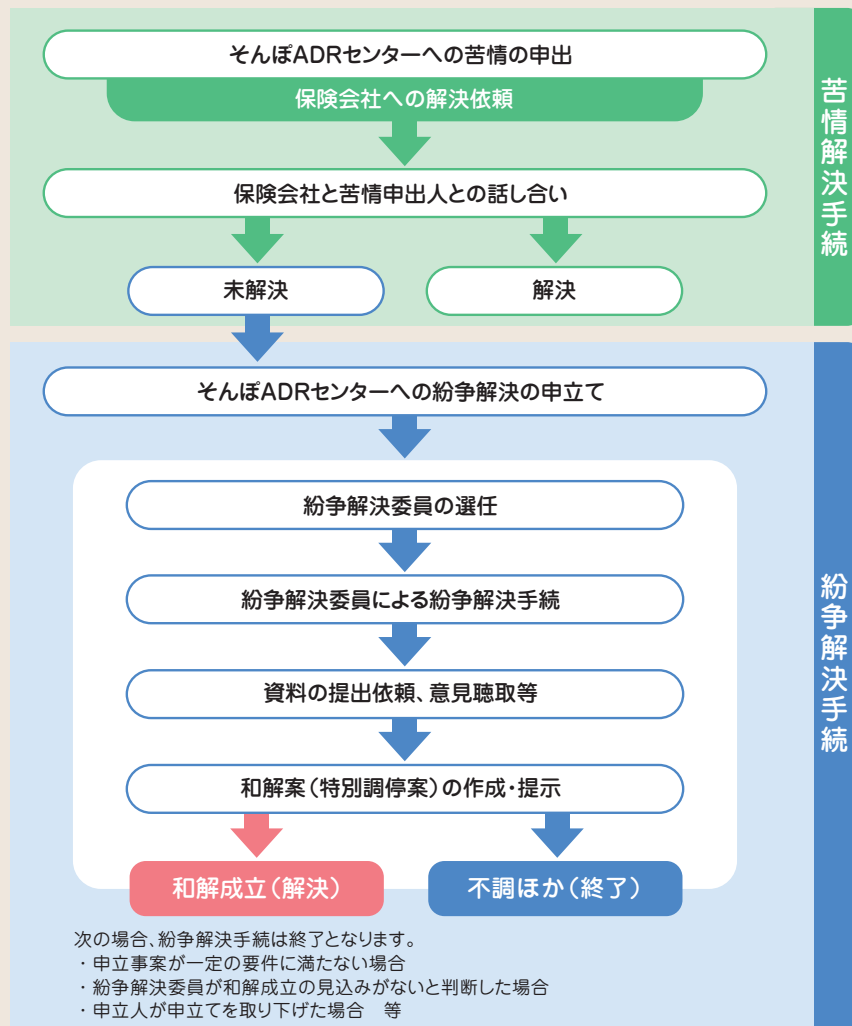 そんぽADRセンターへの苦情の申出
保険会社への解決依頼
保険会社と苦情申出人との話し合い
未解決
解決
苦情解決手続
そんぽADRセンターへの紛争解決の申立て
紛争解決委員の選任
紛争解決委員による紛争解決手続
資料の提出依頼、意見聴取等
和解案（特別調停案）の作成・提示
和解成立（解決）
不調ほか（終了）
紛争解決手続
次の場合、紛争解決手続は終了となります。
・申立事案が一定の要件に満たない場合
・紛争解決委員が和解成立の見込みがないと判断した場合
・申立人が申立てを取り下げた場合　等